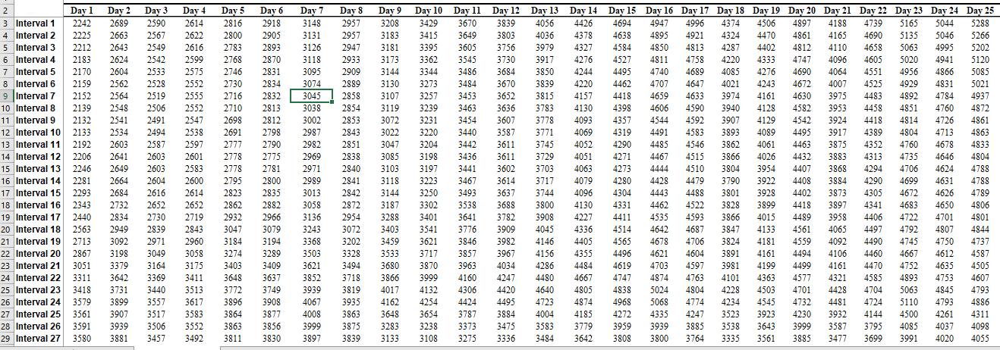 1
2 Day 1 Day 2 Day 3 Day 4 Day 5 Day 6 Day 7 Day 8 Day 9 Day 10 Day 11 Day 12 Day 13 Day 14 Day 15 Day 16 Day 17 Day 18 Day 19 Day 20 Day 21 Day 22 Day 23 Day 24 Day 25
3 Interval 1 2242 2689 2590 2614 2816 2918 3148 2957 3208 3429 3670 3839 4056 4426 4694 4947 4996 4374 4506 4897 4188 4739 5165 5044 5288
4 Interval 2 2225 2663 2567 2622 2800 2905 3131 2957 3183 3415 3649 3803 4036 4378 4638 4895 4921 4324 4470 4861 4165 4690 5135 5046 5266
5 Interval 3 2212 2643 2549 2616 2783 2893 3126 2947 3181 3395 3605 3756 3979 4327 4584 4850 4813 4287 4402 4812 4110 4658 5063 4995 5202
6 Interval 4 2183 2624 2542 2599 2768 2870 3118 2933 3173 3362 3545 3730 3917 4276 4527 4811 4758 4220 4333 4747 4096 4605 5020 4941 5120
7 Interval 5 2170 2604 2533 2575 2746 2831 3095 2909 3144 3344 3486 3684 3850 4244 4495 4740 4689 4085 4276 4690 4064 4551 4956 4866 5085
8 Interval 6 2159 2562 2528 2552 2730 2834 3074 2889 3130 3273 3484 3670 3839 4220 4462 4707 4647 4021 4243 4672 4007 4525 4929 4831 5021
9 Interval 7 2152 2564 2519 2555 2716 2832 3045 2858 3107 3257 3453 3652 3815 4157 4418 4659 4633 3974 4161 4630 3975 4483 4892 4784 4937
10 Interval 8 2139 2548 2506 2552 2710 2813 3038 2854 3119 3239 3463 3636 3783 4130 4398 4606 4590 3940 4128 4582 3953 4458 4851 4760 4872
11 Interval 9 2132 2541 2491 2547 2698 2812 3002 2853 3072 3231 3454 3607 3778 4093 4357 4544 4592 3907 4129 4542 3924 4418 4814 4726 4861
12 Interval 10 2133 2534 2494 2538 2691 2798 2987 2843 3022 3220 3440 3587 3771 4069 4319 4491 4583 3893 4089 4495 3917 4389 4804 4713 4863
13 Interval 11 2192 2603 2587 2597 2777 2790 2982 2851 3047 3204 3442 3611 3745 4052 4290 4485 4546 3862 4061 4463 3875 4352 4760 4678 4833
14 Interval 12 2206 2641 2603 2601 2778 2775 2969 2838 3085 3198 3436 3611 3729 4051 4271 4467 4515 3866 4026 4432 3883 4313 4735 4646 4804
15 Interval 13 2246 2649 2603 2583 2778 2781 2971 2840 3103 3197 3441 3602 3703 4063 4273 4444 4510 3804 3954 4407 3868 4294 4706 4624 4788
16 Interval 14 2281 2664 2604 2600 2795 2800 2989 2841 3118 3223 3467 3614 3717 4079 4280 4428 4479 3790 3922 4408 3884 4290 4699 4631 4788
17 Interval 15 2293 2684 2616 2614 2823 2835 3013 2842 3144 3250 3493 3637 3744 4096 4304 4443 4488 3801 3928 4402 3873 4305 4672 4626 4789
18 Interval 16 2343 2732 2652 2652 2862 2882 3058 2872 3187 3302 3538 3688 3800 4130 4331 4462 4522 3828 3899 4418 3897 4341 4683 4650 4806
19 Interval 17 2440 2834 2730 2719 2932 2966 3136 2954 3288 3401 3641 3782 3908 4227 4411 4535 4593 3866 4015 4489 3958 4406 4722 4701 4801
20 Interval 18 2563 2949 2839 2843 3047 3079 3243 3072 3403 3541 3776 3909 4045 4336 4514 4642 4687 3847 4133 4561 4065 4497 4792 4807 4844
21 Interval 19 2713 3092 2971 2960 3184 3194 3368 3202 3459 3621 3846 3982 4146 4405 4565 4678 4706 3824 4181 4559 4092 4490 4745 4750 4737
22 Interval 20 2867 3198 3049 3058 3274 3289 3503 3328 3533 3717 3857 3967 4156 4355 4496 4621 4604 3891 4161 4494 4106 4460 4667 4612 4587
23 Interval 21 3051 3379 3164 3175 3403 3409 3621 3494 3680 3870 3963 4034 4286 4484 4619 4703 4597 3981 4199 4499 4161 4470 4752 4635 4505
24 Interval 22 3311 3642 3369 3411 3648 3637 3852 3718 3866 3999 4160 4247 4480 4667 4747 4874 4763 4101 4363 4577 4321 4585 4893 4753 4607
25 Interval 23 3418 3731 3440 3513 3772 3749 3939 3819 4017 4132 4306 4420 4640 4805 4838 5024 4804 4228 4503 4701 4428 4704 5063 4845 4793
26 Interval 24 3579 3899 3557 3617 3896 3908 4067 3935 4162 4254 4424 4495 4723 4874 4968 5068 4774 4234 4545 4732 4481 4724 5110 4793 4886
27 Interval 25 3561 3907 3517 3583 3864 3877 4008 3863 3648 3654 3787 3884 4004 4185 4272 4335 4247 3523 3923 4230 3932 4144 4500 4261 4311
28 Interval 26 3591 3939 3506 3552 3863 3856 3999 3875 3283 3238 3373 3475 3583 3779 3959 3939 3885 3538 3643 3999 3587 3795 4085 4037 4098
29 Interval 27 3580 3881 3457 3492 3811 3830 3897 3839 3133 3108 3275 3336 3484 3642 3808 3800 3764 3335 3561 3885 3477 3699 3991 4020 4055